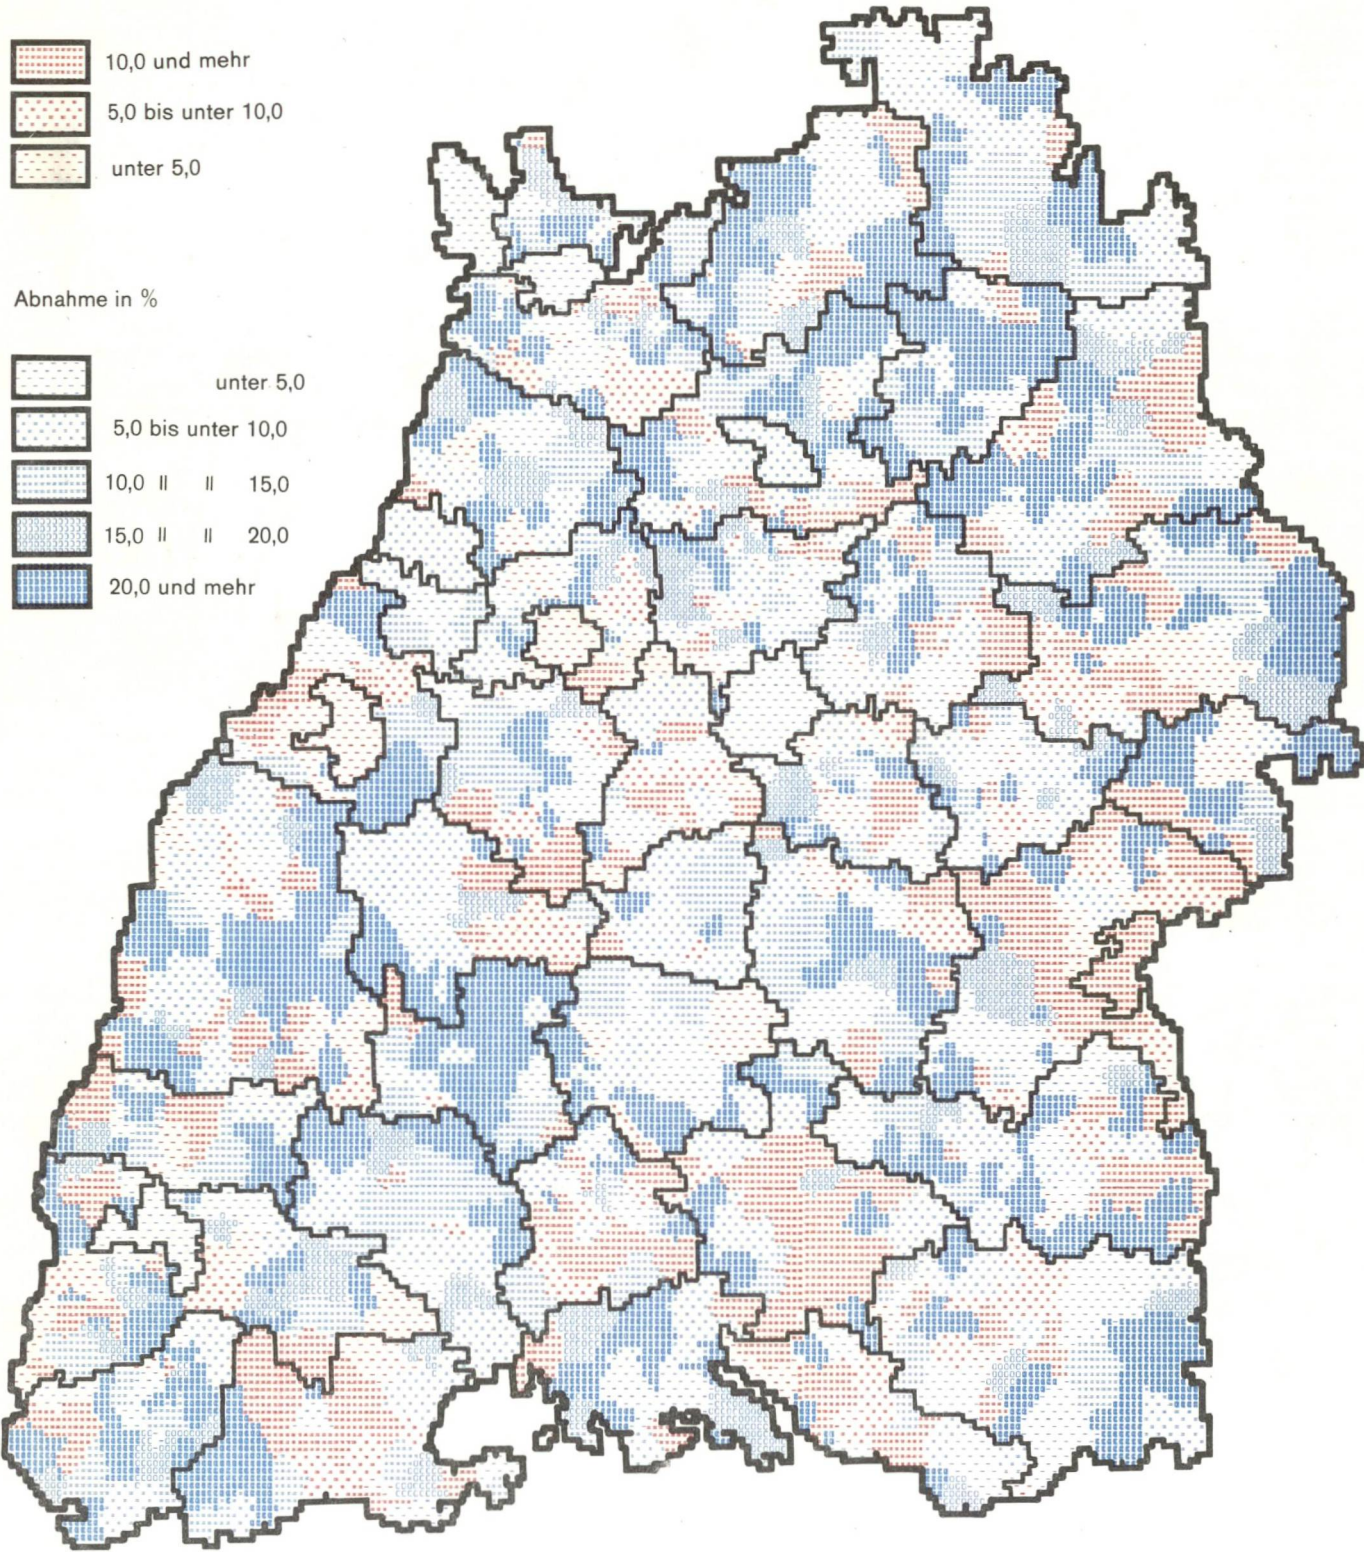 10,0 und mehr
5,0 bis unter 10,0
unter 5,0
Abnahme in %
unter 5,0
5,0 bis unter 10,0
10,0 " " 15,0
15,0 " " 20,0
20,0 und mehr